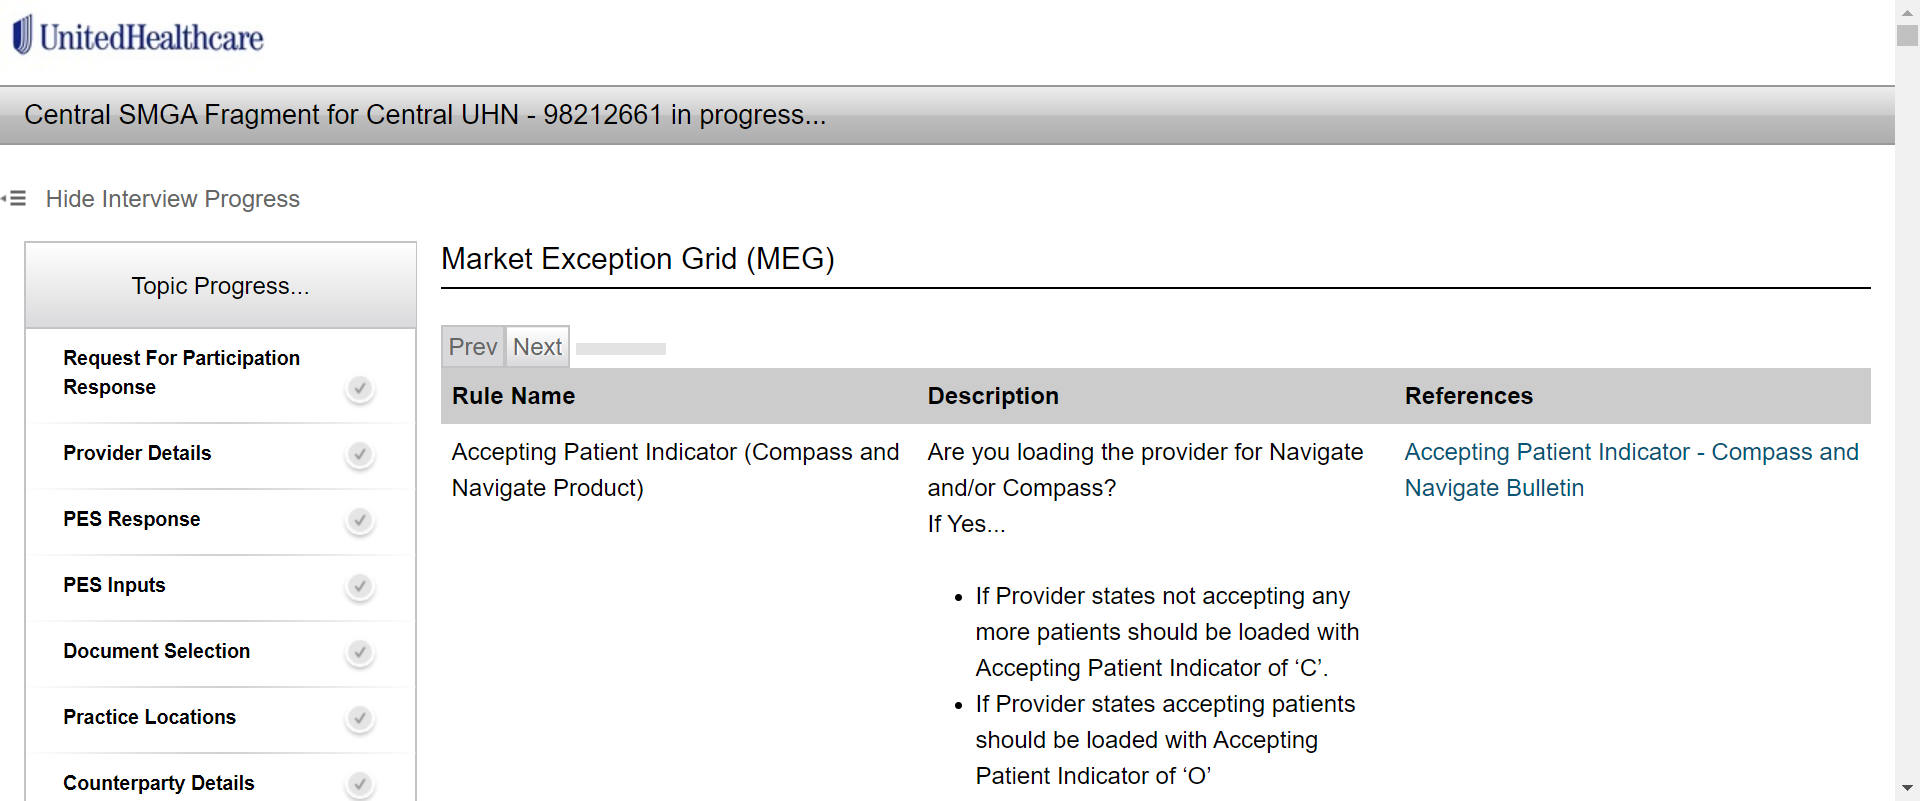 UnitedHealthcare
Central SMGA Fragment for Central UHN - 98212661 in progress...
Hide Interview Progress
Topic Progress...
Request For Participation
Response
Provider Details
PES Response
PES Inputs
Document Selection
Practice Locations
Counterparty Details
Market Exception Grid (MEG)
Prev Next
Rule Name Description References
Accepting Patient Indicator (Compass and
Navigate Product)
Are you loading the provider for Navigate
and/or Compass?
If Yes...
• If Provider states not accepting any
more patients should be loaded with
Accepting Patient Indicator of ‘C’.
• If Provider states accepting patients
should be loaded with Accepting
Patient Indicator of ‘O’
Accepting Patient Indicator - Compass and
Navigate Bulletin